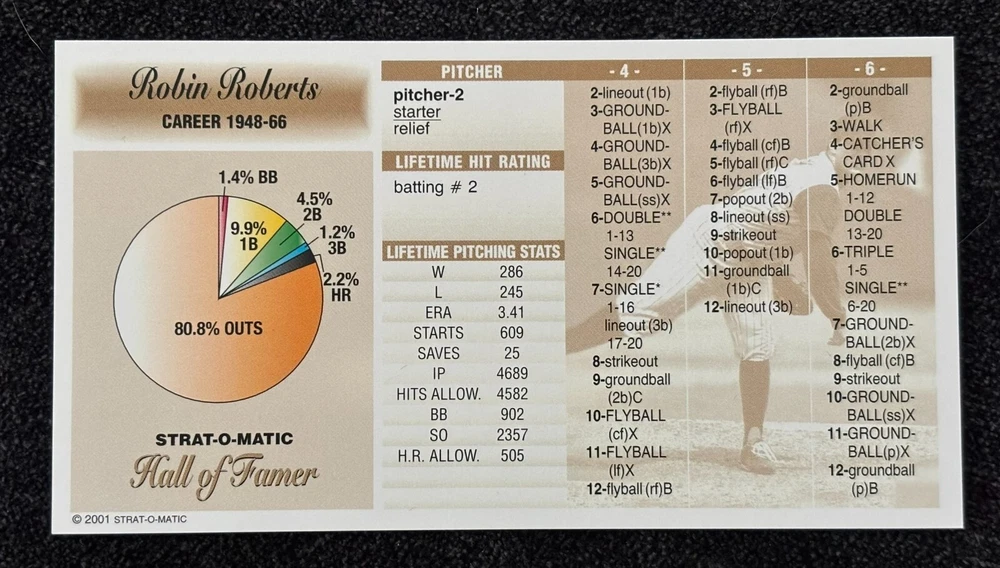 Robin Roberts
CAREER 1948-66
1.4% BB
4.5%
2B
9.9%
1B
1.2%
3B
2.2%
HR
80.8% OUTS
STRAT-O-MATIC
Hall of Famer
© 2001 STRAT-O-MATIC
PITCHER
pitcher-2
starter
relief
LIFETIME HIT RATING
batting # 2
LIFETIME PITCHING STATS
W 286
L 245
ERA 3.41
STARTS 609
SAVES 25
IP 4689
HITS ALLOW. 4582
BB 902
SO 2357
H.R. ALLOW. 505
- 4 -
2-lineout (1b)
3-GROUND-
BALL(1b)X
4-GROUND-
BALL(3b)X
5-GROUND-
BALL(ss)X
6-DOUBLE**
1-13
SINGLE**
14-20
7-SINGLE*
1-16
lineout (3b)
17-20
8-strikeout
9-groundball
(2b)C
10-FLYBALL
(cf)X
11-FLYBALL
(lf)X
12-flyball (rf)B
- 5 -
2-flyball (rf)B
3-FLYBALL
(rf)X
4-flyball (cf)B
5-flyball (rf)C
6-flyball (lf)B
7-popout (2b)
8-lineout (ss)
9-strikeout
10-popout (1b)
11-groundball
(1b)C
12-lineout (3b)
- 6 -
2-groundball
(p)B
3-WALK
4-CATCHER'S
CARD X
5-HOMERUN
1-12
DOUBLE
13-20
6-TRIPLE
1-5
SINGLE**
6-20
7-GROUND-
BALL(2b)X
8-flyball (cf)B
9-strikeout
10-GROUND-
BALL(ss)X
11-GROUND-
BALL(p)X
12-groundball
(p)B